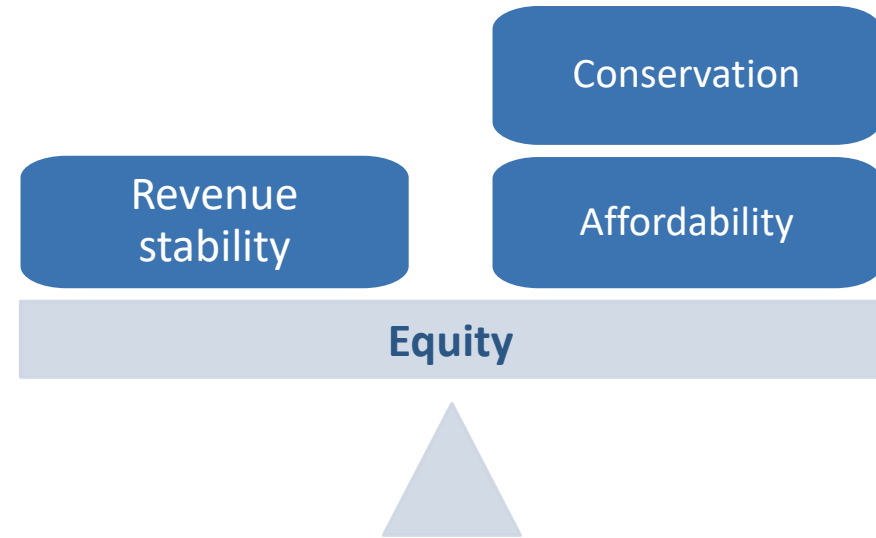 Conservation
Revenue
stability
Affordability
Equity